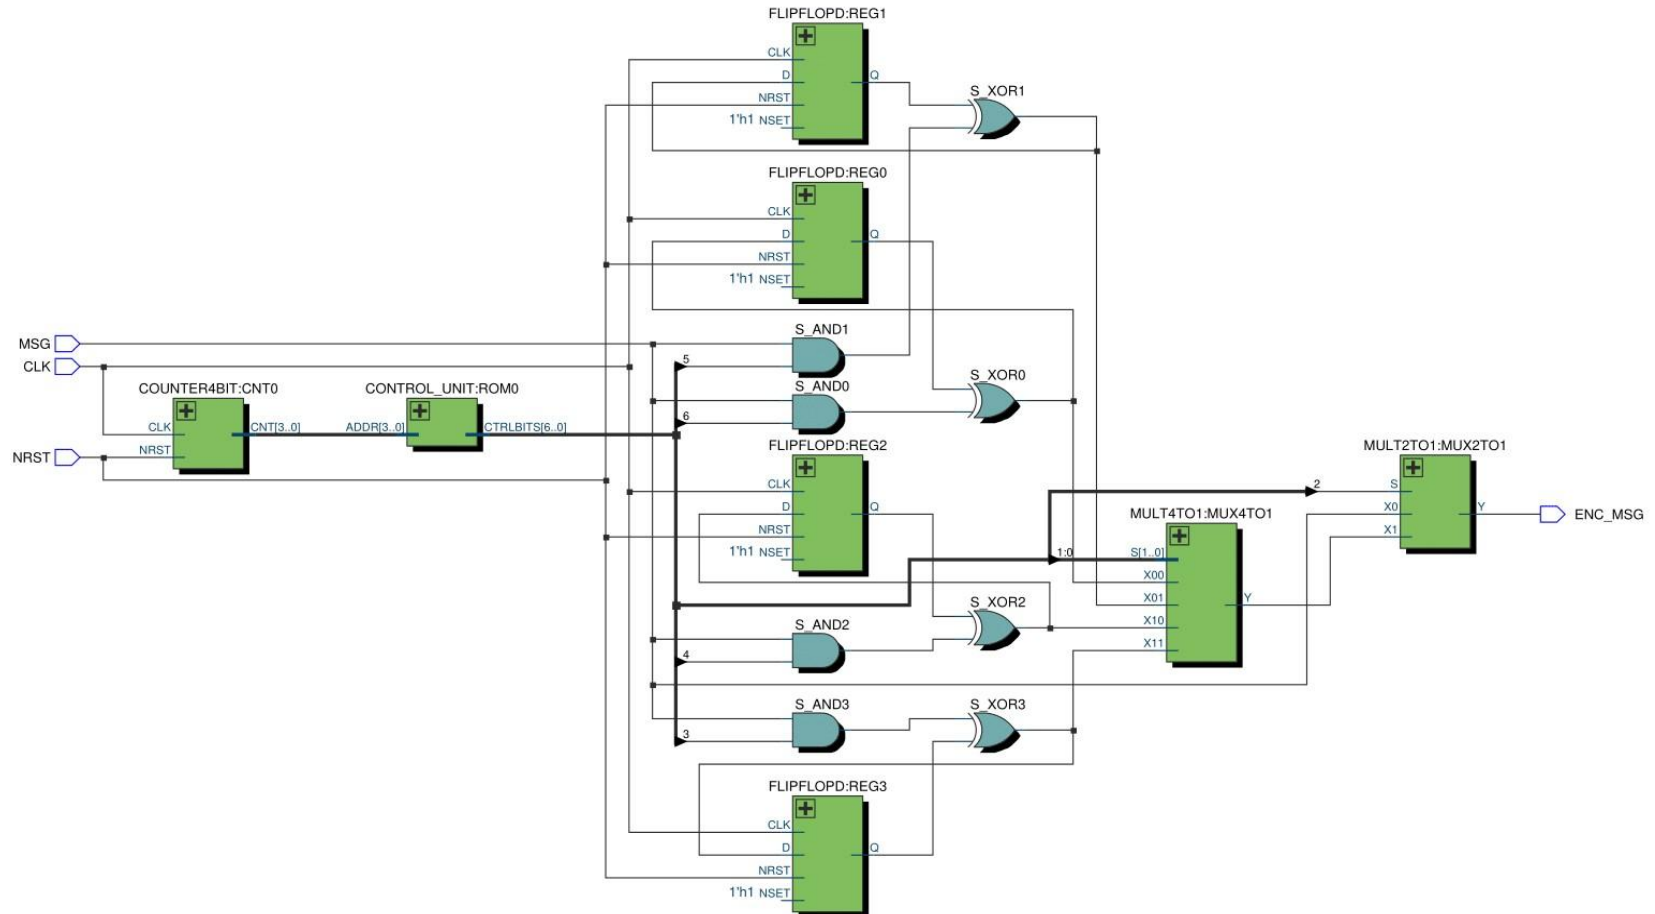 FLIPFLOPD:REG1
CLK
D
Q
NRST
1'h1 NSET
S_XOR1
FLIPFLOPD:REG0
CLK
D
Q
NRST
1'h1 NSET
MSG
CLK
NRST
COUNTER4BIT:CNT0
CLK
NRST
CNT[3..0]
CONTROL_UNIT:ROM0
ADDR[3..0]
CTRLBITS[6..0]
S_AND1
5
S_AND0
6
S_XOR0
FLIPFLOPD:REG2
CLK
D
Q
NRST
1'h1 NSET
S_AND2
4
S_XOR2
S_AND3
3
S_XOR3
FLIPFLOPD:REG3
CLK
D
Q
NRST
1'h1 NSET
MULT4TO1:MUX4TO1
1:0
S[1..0]
X00
X01
X10
X11
Y
MULT2TO1:MUX2TO1
2
S
X0
X1
Y
ENC_MSG